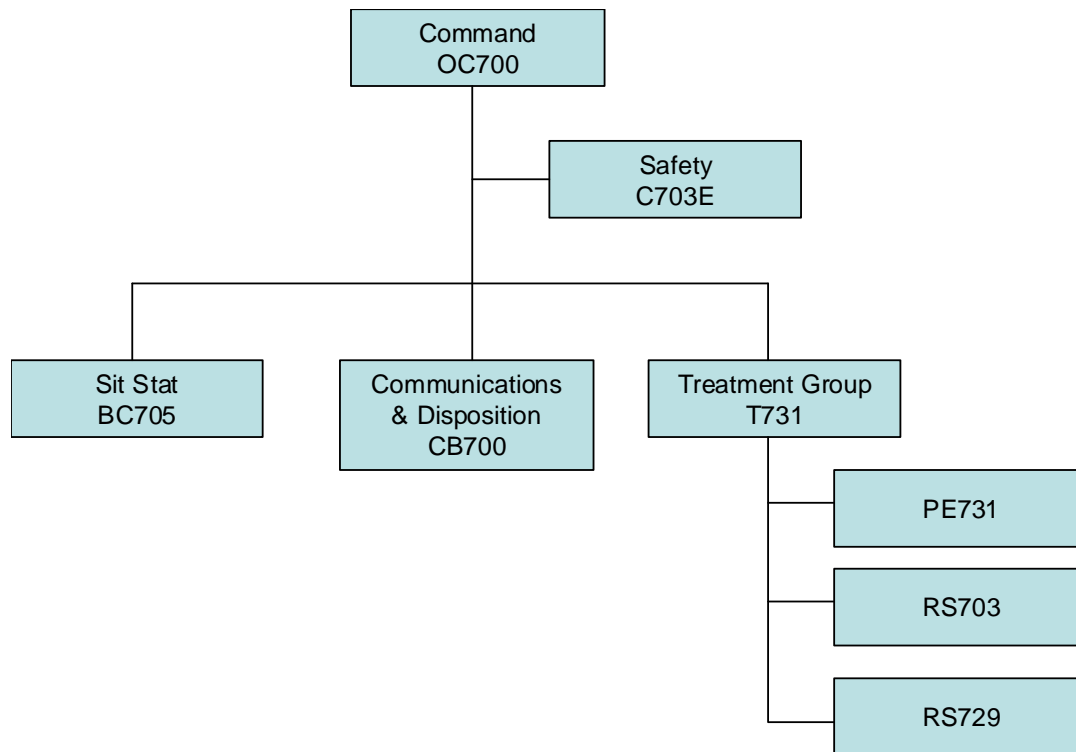 Command
OC700
Safety
C703E
Sit Stat
BC705
Communications
& Disposition
CB700
Treatment Group
T731
PE731
RS703
RS729